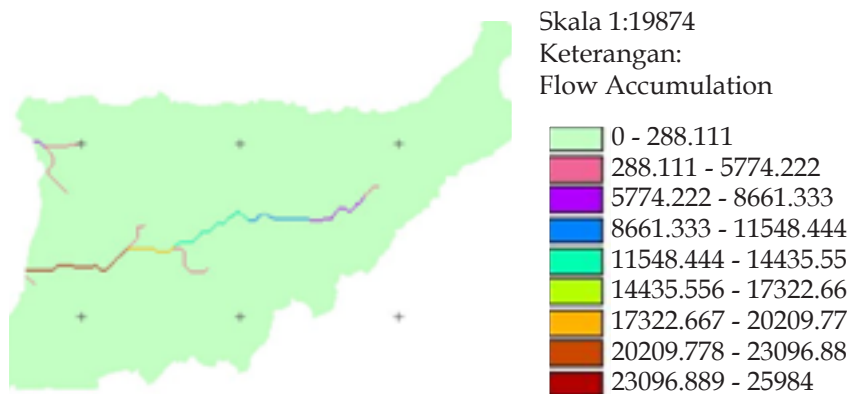 Skala 1:19874
Keterangan:
Flow Accumulation
0 - 288.111
288.111 - 5774.222
5774.222 - 8661.333
8661.333 - 11548.444
11548.444 - 14435.55
14435.556 - 17322.66
17322.667 - 20209.77
20209.778 - 23096.88
23096.889 - 25984